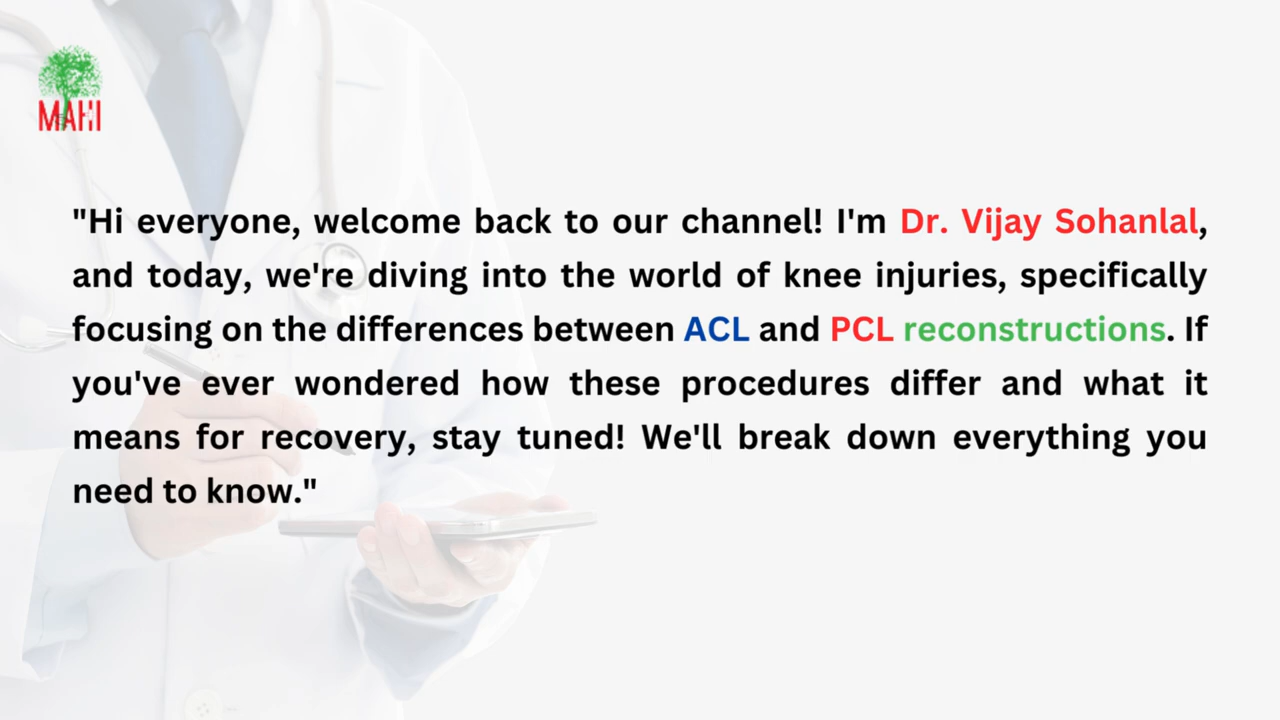 MAHI
"Hi everyone, welcome back to our channel! I'm Dr. Vijay Sohanlal,
and today, we're diving into the world of knee injuries, specifically
focusing on the differences between ACL and PCL reconstructions. If
you've ever wondered how these procedures differ and what it
means for recovery, stay tuned! We'll break down everything you
need to know."